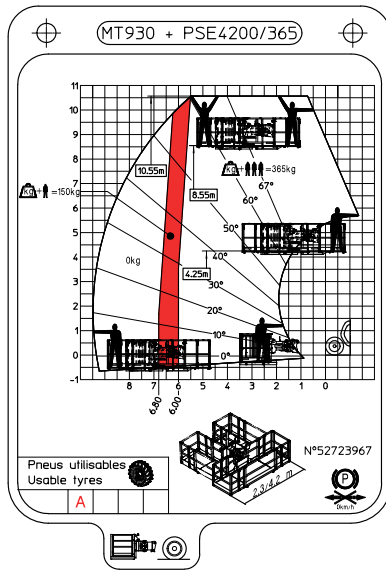 MT930 + PSE4200/365
11
10
9
8
7
6
5
4
3
2
1
0
-1
10.55m
8.55m
4.25m
kg + =150kg
kg + =365kg
0kg
67°
60°
50°
40°
30°
20°
10°
0°
8 7 6 5 4 3 2 1 0
6.80
6.00
N°52723967
2,3/4,2 m
Pneus utilisables
Usable tyres
A
P
0km/h